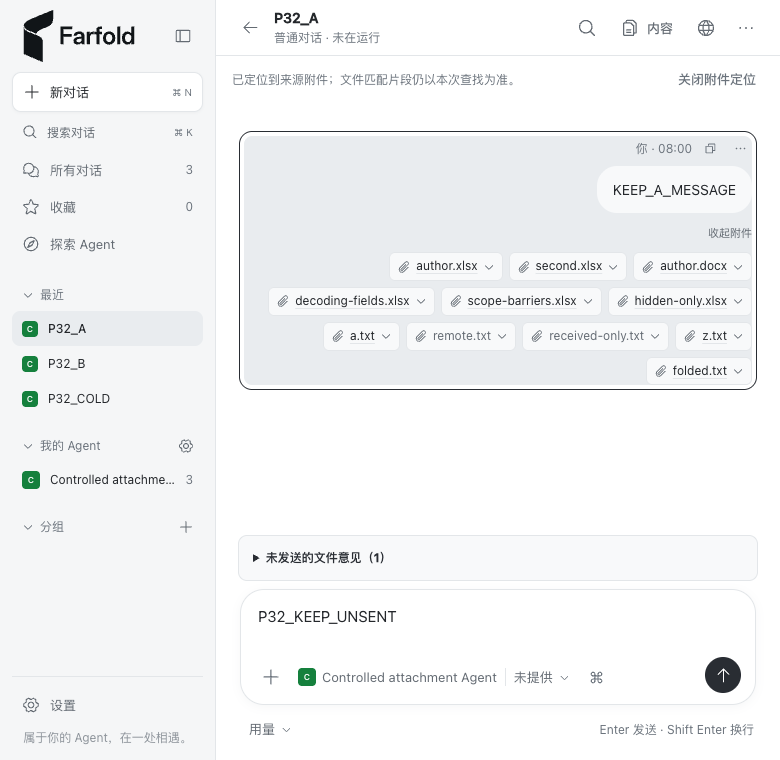 Farfold
新对话
⌘ N
搜索对话
⌘ K
所有对话
3
收藏
0
探索 Agent
最近
C P32_A
C P32_B
C P32_COLD
我的 Agent
C Controlled attachme... 3
分组
设置
属于你的 Agent，在一处相遇。
P32_A
普通对话 · 未在运行
内容
已定位到来源附件；文件匹配片段仍以本次查找为准。
关闭附件定位
你 · 08:00
KEEP_A_MESSAGE
收起附件
author.xlsx second.xlsx author.docx
decoding-fields.xlsx scope-barriers.xlsx hidden-only.xlsx
a.txt remote.txt received-only.txt z.txt
folded.txt
未发送的文件意见（1）
P32_KEEP_UNSENT
C Controlled attachment Agent 未提供 ⌘
用量
Enter 发送 · Shift Enter 换行